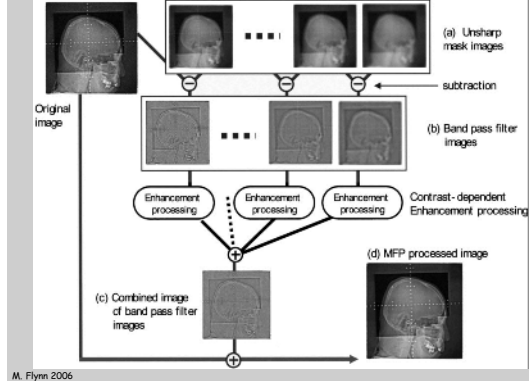 (a) Unsharp
mask images
subtraction
Original
image
(b) Band pass filter
images
Enhancement
processing
Enhancement
processing
Enhancement
processing
Contrast-dependent
Enhancement processing
(d) MFP processed image
(c) Combined image
of band pass filter
images
M. Flynn 2006